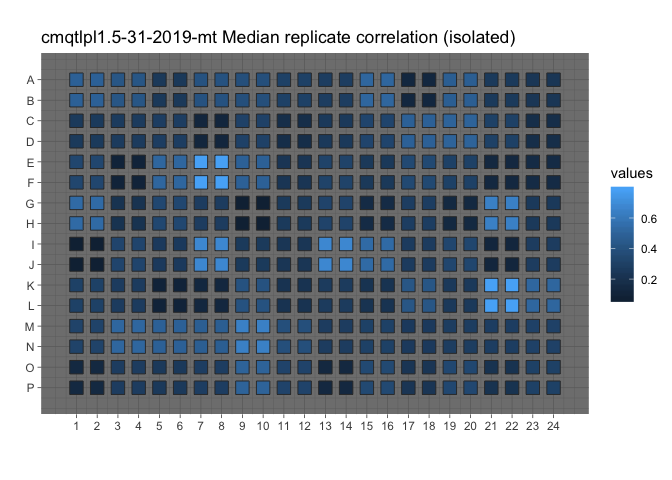 cmqtlpl1.5-31-2019-mt Median replicate correlation (isolated)
A
B
C
D
E
F
G
H
I
J
K
L
M
N
O
P
1 2 3 4 5 6 7 8 9 10 11 12 13 14 15 16 17 18 19 20 21 22 23 24
values
0.6
0.4
0.2